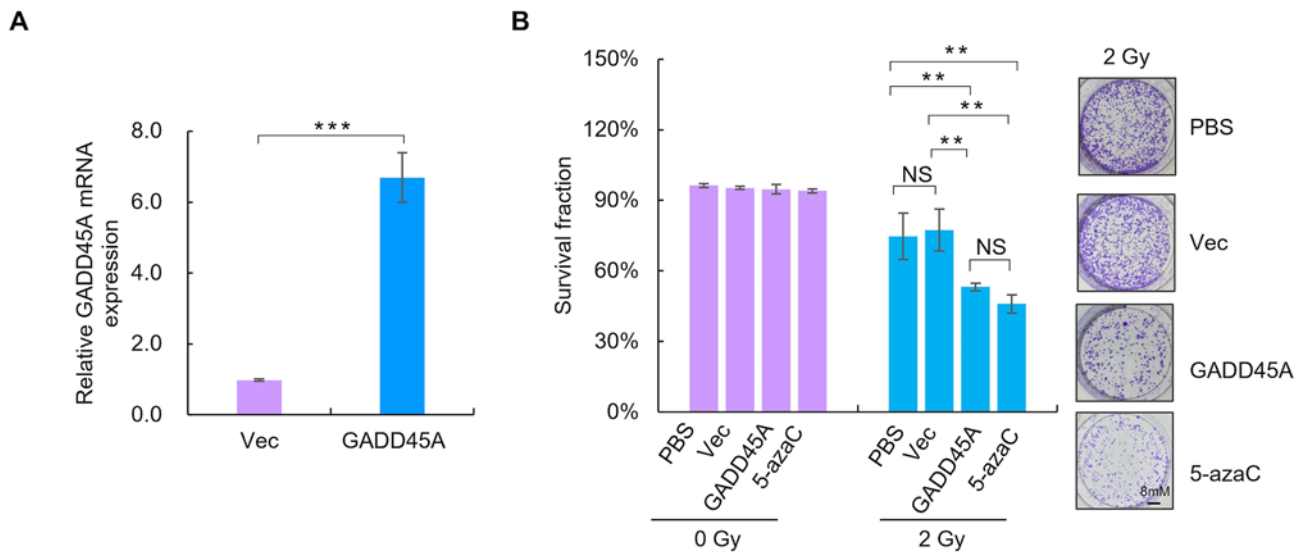 A
Relative GADD45A mRNA
expression
8.0
6.0
4.0
2.0
0.0
***
Vec
GADD45A
B
Survival fraction
150%
120%
90%
60%
30%
0%
**
**
**
**
NS
NS
PBS
Vec
GADD45A
5-azaC
0 Gy
PBS
Vec
GADD45A
5-azaC
2 Gy
2 Gy
PBS
Vec
GADD45A
5-azaC
8mM